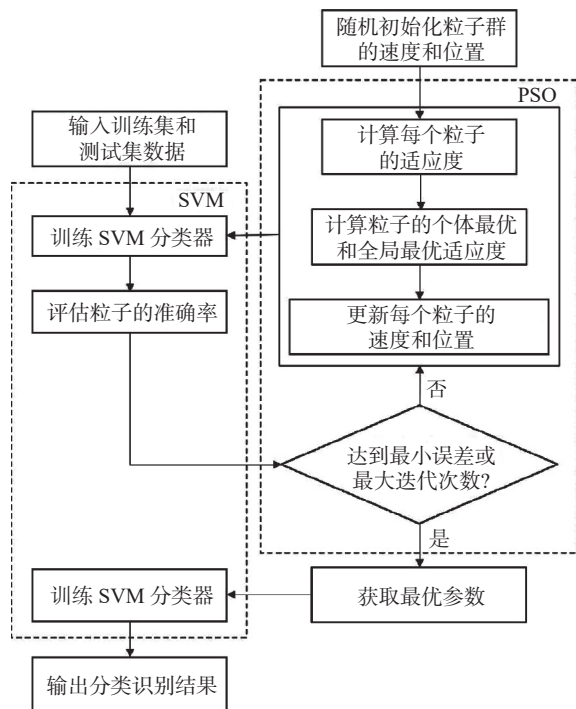 随机初始化粒子群
的速度和位置
PSO
输入训练集和
测试集数据
计算每个粒子
的适应度
SVM
训练 SVM 分类器
计算粒子的个体最优
和全局最优适应度
评估粒子的准确率
更新每个粒子的
速度和位置
否
达到最小误差或
最大迭代次数?
是
训练 SVM 分类器
获取最优参数
输出分类识别结果